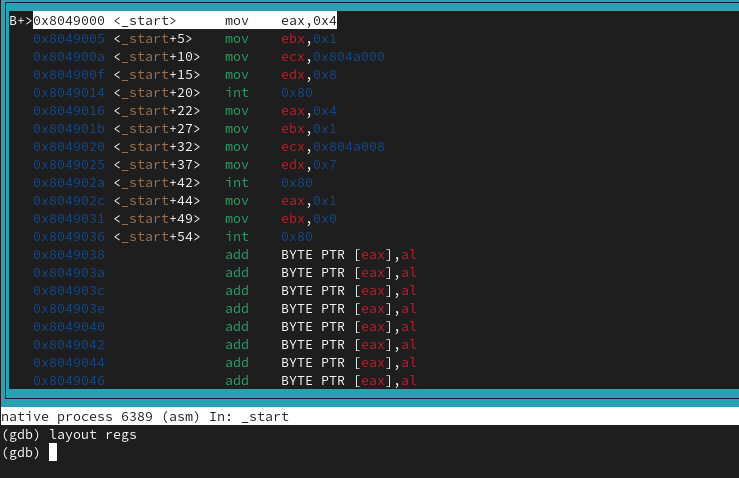 B+>0x8049000 <_start> mov eax,0x4
0x8049005 <_start+5> mov ebx,0x1
0x804900a <_start+10> mov ecx,0x804a000
0x804900f <_start+15> mov edx,0x8
0x8049014 <_start+20> int 0x80
0x8049016 <_start+22> mov eax,0x4
0x804901b <_start+27> mov ebx,0x1
0x8049020 <_start+32> mov ecx,0x804a008
0x8049025 <_start+37> mov edx,0x7
0x804902a <_start+42> int 0x80
0x804902c <_start+44> mov eax,0x1
0x8049031 <_start+49> mov ebx,0x0
0x8049036 <_start+54> int 0x80
0x8049038 add BYTE PTR [eax],al
0x804903a add BYTE PTR [eax],al
0x804903c add BYTE PTR [eax],al
0x804903e add BYTE PTR [eax],al
0x8049040 add BYTE PTR [eax],al
0x8049042 add BYTE PTR [eax],al
0x8049044 add BYTE PTR [eax],al
0x8049046 add BYTE PTR [eax],al
native process 6389 (asm) In: _start
(gdb) layout regs
(gdb)